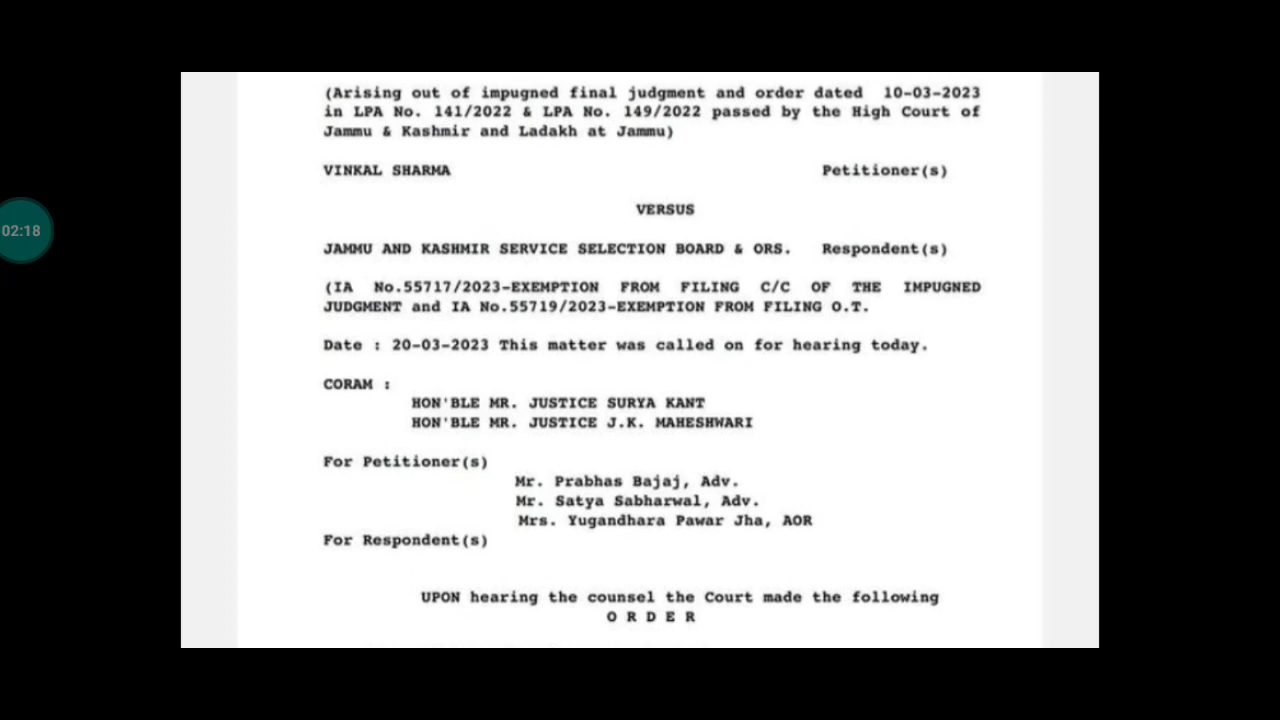 (Arising out of impugned final judgment and order dated 10-03-2023
in LPA No. 141/2022 & LPA No. 149/2022 passed by the High Court of
Jammu & Kashmir and Ladakh at Jammu)
VINKAL SHARMA Petitioner(s)
VERSUS
JAMMU AND KASHMIR SERVICE SELECTION BOARD & ORS. Respondent(s)
(IA No.55717/2023-EXEMPTION FROM FILING C/C OF THE IMPUGNED
JUDGMENT and IA No.55719/2023-EXEMPTION FROM FILING O.T.
Date : 20-03-2023 This matter was called on for hearing today.
CORAM :
HON'BLE MR. JUSTICE SURYA KANT
HON'BLE MR. JUSTICE J.K. MAHESHWARI
For Petitioner(s)
Mr. Prabhas Bajaj, Adv.
Mr. Satya Sabharwal, Adv.
Mrs. Yugandhara Pawar Jha, AOR
For Respondent(s)
UPON hearing the counsel the Court made the following
O R D E R
02:18